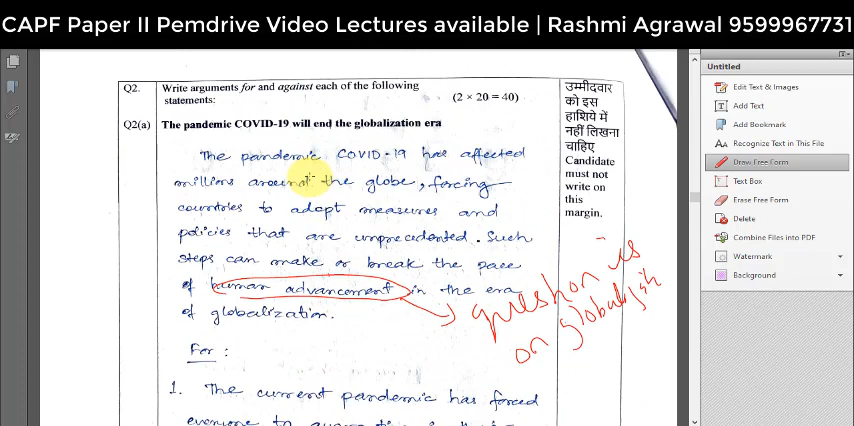 CAPF Paper II Pemdrive Video Lectures available | Rashmi Agrawal 9599967731
Untitled
Edit Text & Images
Add Text
Add Bookmark
Recognize Text in This File
Draw Free Form
Text Box
Erase Free Form
Delete
Combine Files into PDF
Watermark
Background
Q2. Write arguments for and against each of the following
statements: (2 × 20 = 40)
Q2(a) The pandemic COVID-19 will end the globalization era
The pandemic COVID-19 has affected
millions around the globe, forcing
countries to adopt measures and
policies that are unprecedented. Such
steps can make or break the pace
of human advancement in the era
of globalization.
For :
1. The current pandemic has forced
everyone to
उम्मीदवार
को इस
हाशिये में
नहीं लिखना
चाहिए
Candidate
must not
write on
this
margin.
question is
on